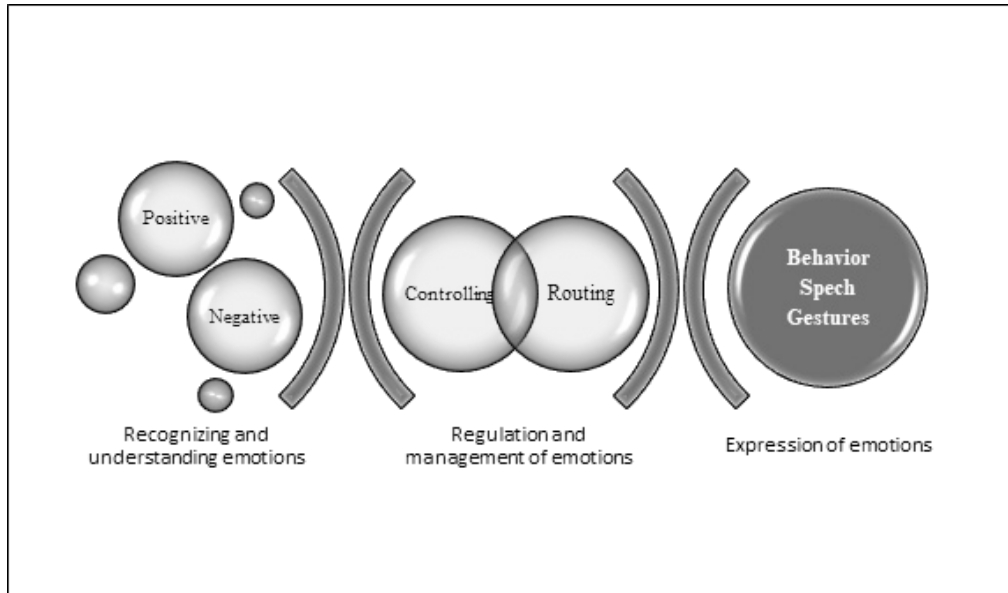 Positive
Negative
Controlling
Routing
Behavior
Spech
Gestures
Recognizing and
understanding emotions
Regulation and
management of emotions
Expression of emotions